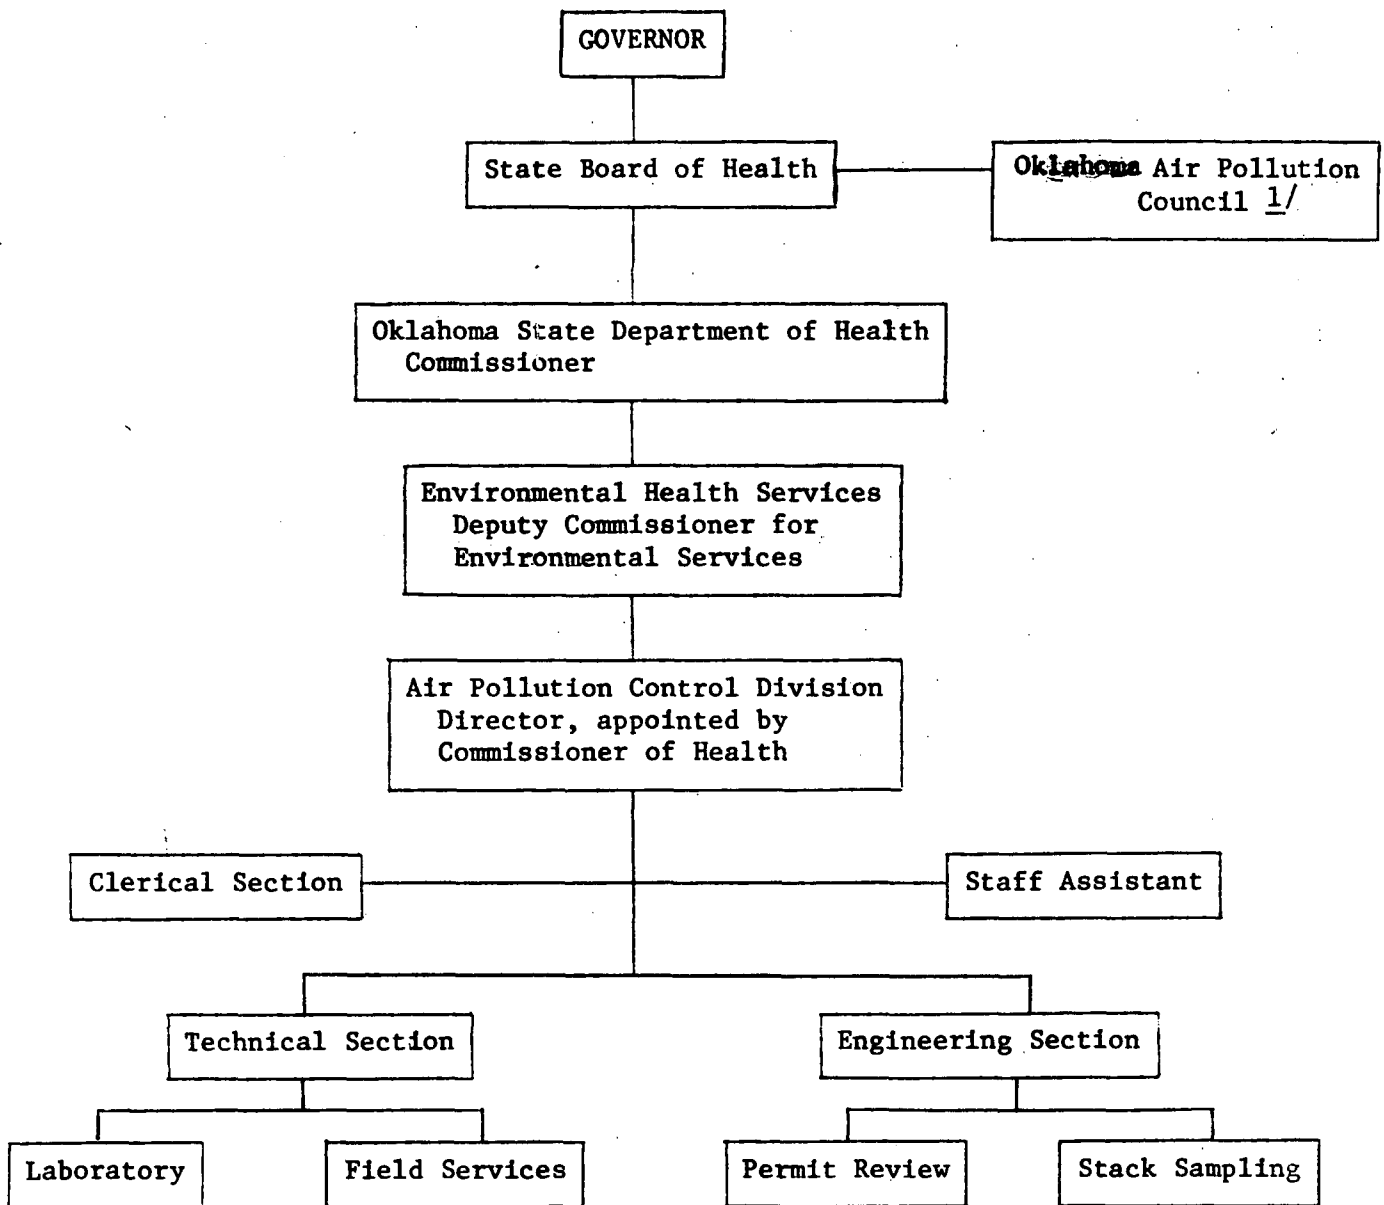 GOVERNOR
State Board of Health
Oklahoma Air Pollution
Council 1/
Oklahoma State Department of Health
Commissioner
Environmental Health Services
Deputy Commissioner for
Environmental Services
Air Pollution Control Division
Director, appointed by
Commissioner of Health
Clerical Section
Staff Assistant
Technical Section
Engineering Section
Laboratory
Field Services
Permit Review
Stack Sampling